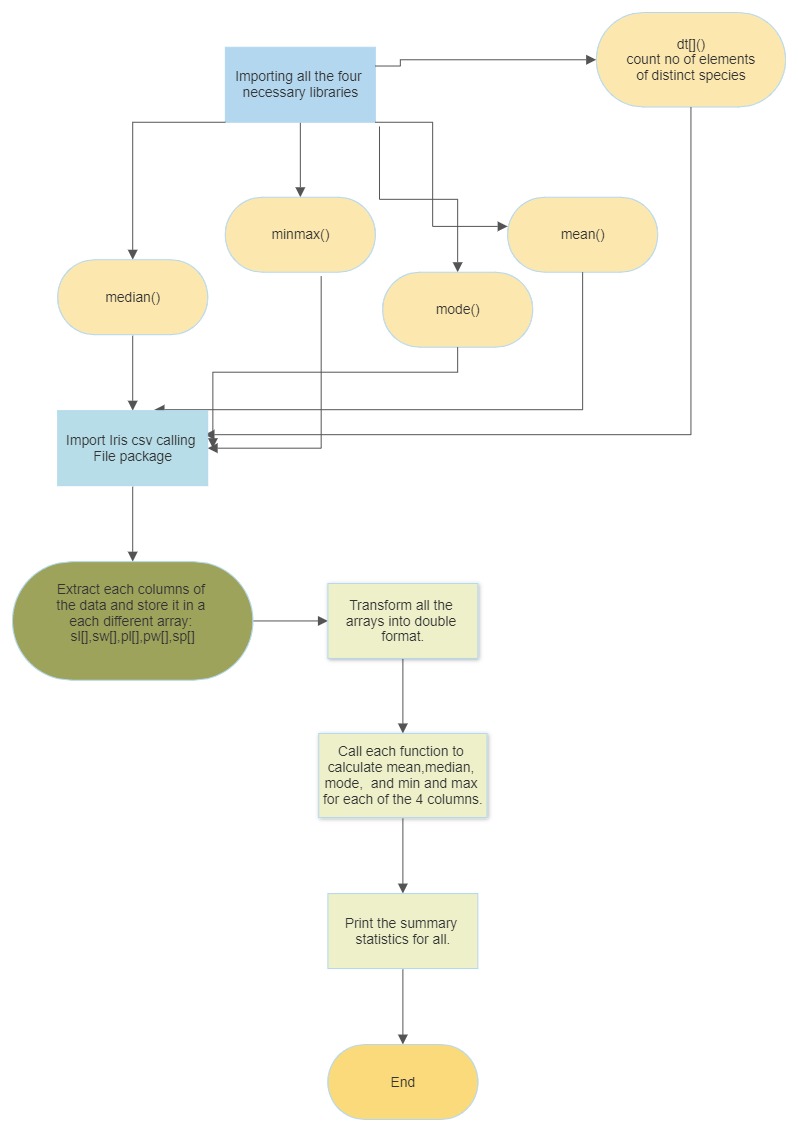 dt[]()
count no of elements
of distinct species
Importing all the four
necessary libraries
minmax()
mean()
median()
mode()
Import Iris csv calling
File package
Extract each columns of
the data and store it in a
each different array:
sl[],sw[],pl[],pw[],sp[]
Transform all the
arrays into double
format.
Call each function to
calculate mean,median,
mode,  and min and max
for each of the 4 columns.
Print the summary
statistics for all.
End